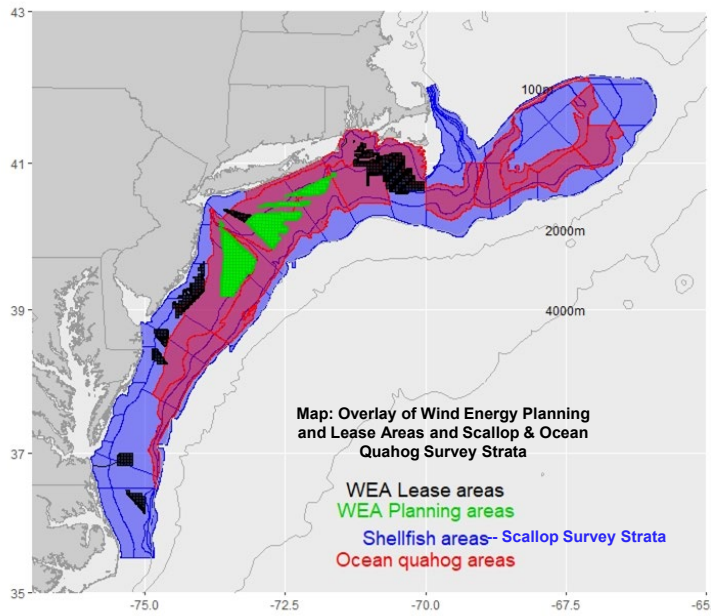 43
42
100m
41
2000m
39
4000m
Map: Overlay of Wind Energy Planning
and Lease Areas and Scallop & Ocean
37
Quahog Survey Strata
WEA Lease areas
WEA Planning areas
Shellfish areas-- Scallop Survey Strata
Ocean quahog areas
35
-75.0 -72.5 -70.0 -67.5 -65